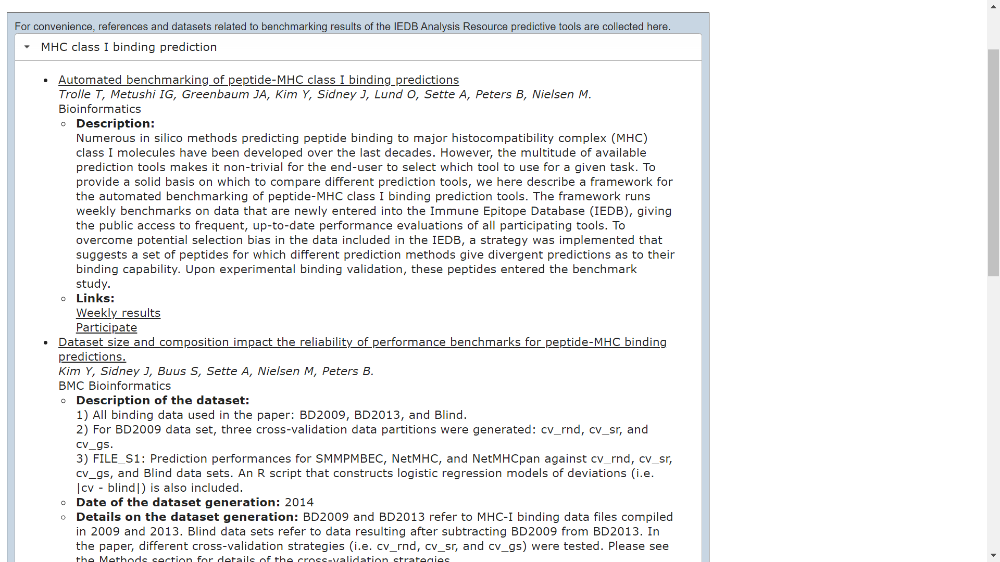 For convenience, references and datasets related to benchmarking results of the IEDB Analysis Resource predictive tools are collected here.
MHC class I binding prediction
Automated benchmarking of peptide-MHC class I binding predictions
Trolle T, Metushi IG, Greenbaum JA, Kim Y, Sidney J, Lund O, Sette A, Peters B, Nielsen M.
Bioinformatics
Description:
Numerous in silico methods predicting peptide binding to major histocompatibility complex (MHC)
class I molecules have been developed over the last decades. However, the multitude of available
prediction tools makes it non-trivial for the end-user to select which tool to use for a given task. To
provide a solid basis on which to compare different prediction tools, we here describe a framework for
the automated benchmarking of peptide-MHC class I binding prediction tools. The framework runs
weekly benchmarks on data that are newly entered into the Immune Epitope Database (IEDB), giving
the public access to frequent, up-to-date performance evaluations of all participating tools. To
overcome potential selection bias in the data included in the IEDB, a strategy was implemented that
suggests a set of peptides for which different prediction methods give divergent predictions as to their
binding capability. Upon experimental binding validation, these peptides entered the benchmark
study.
Links:
Weekly results
Participate
Dataset size and composition impact the reliability of performance benchmarks for peptide-MHC binding
predictions.
Kim Y, Sidney J, Buus S, Sette A, Nielsen M, Peters B.
BMC Bioinformatics
Description of the dataset:
1) All binding data used in the paper: BD2009, BD2013, and Blind.
2) For BD2009 data set, three cross-validation data partitions were generated: cv_rnd, cv_sr, and
cv_gs.
3) FILE_S1: Prediction performances for SMMPMBEC, NetMHC, and NetMHCpan against cv_rnd, cv_sr,
cv_gs, and Blind data sets. An R script that constructs logistic regression models of deviations (i.e.
|cv - blind|) is also included.
Date of the dataset generation: 2014
Details on the dataset generation: BD2009 and BD2013 refer to MHC-I binding data files compiled
in 2009 and 2013. Blind data sets refer to data resulting after subtracting BD2009 from BD2013. In
the paper, different cross-validation strategies (i.e. cv_rnd, cv_sr, and cv_gs) were tested. Please see
the Methods section for details of the cross-validation strategies.